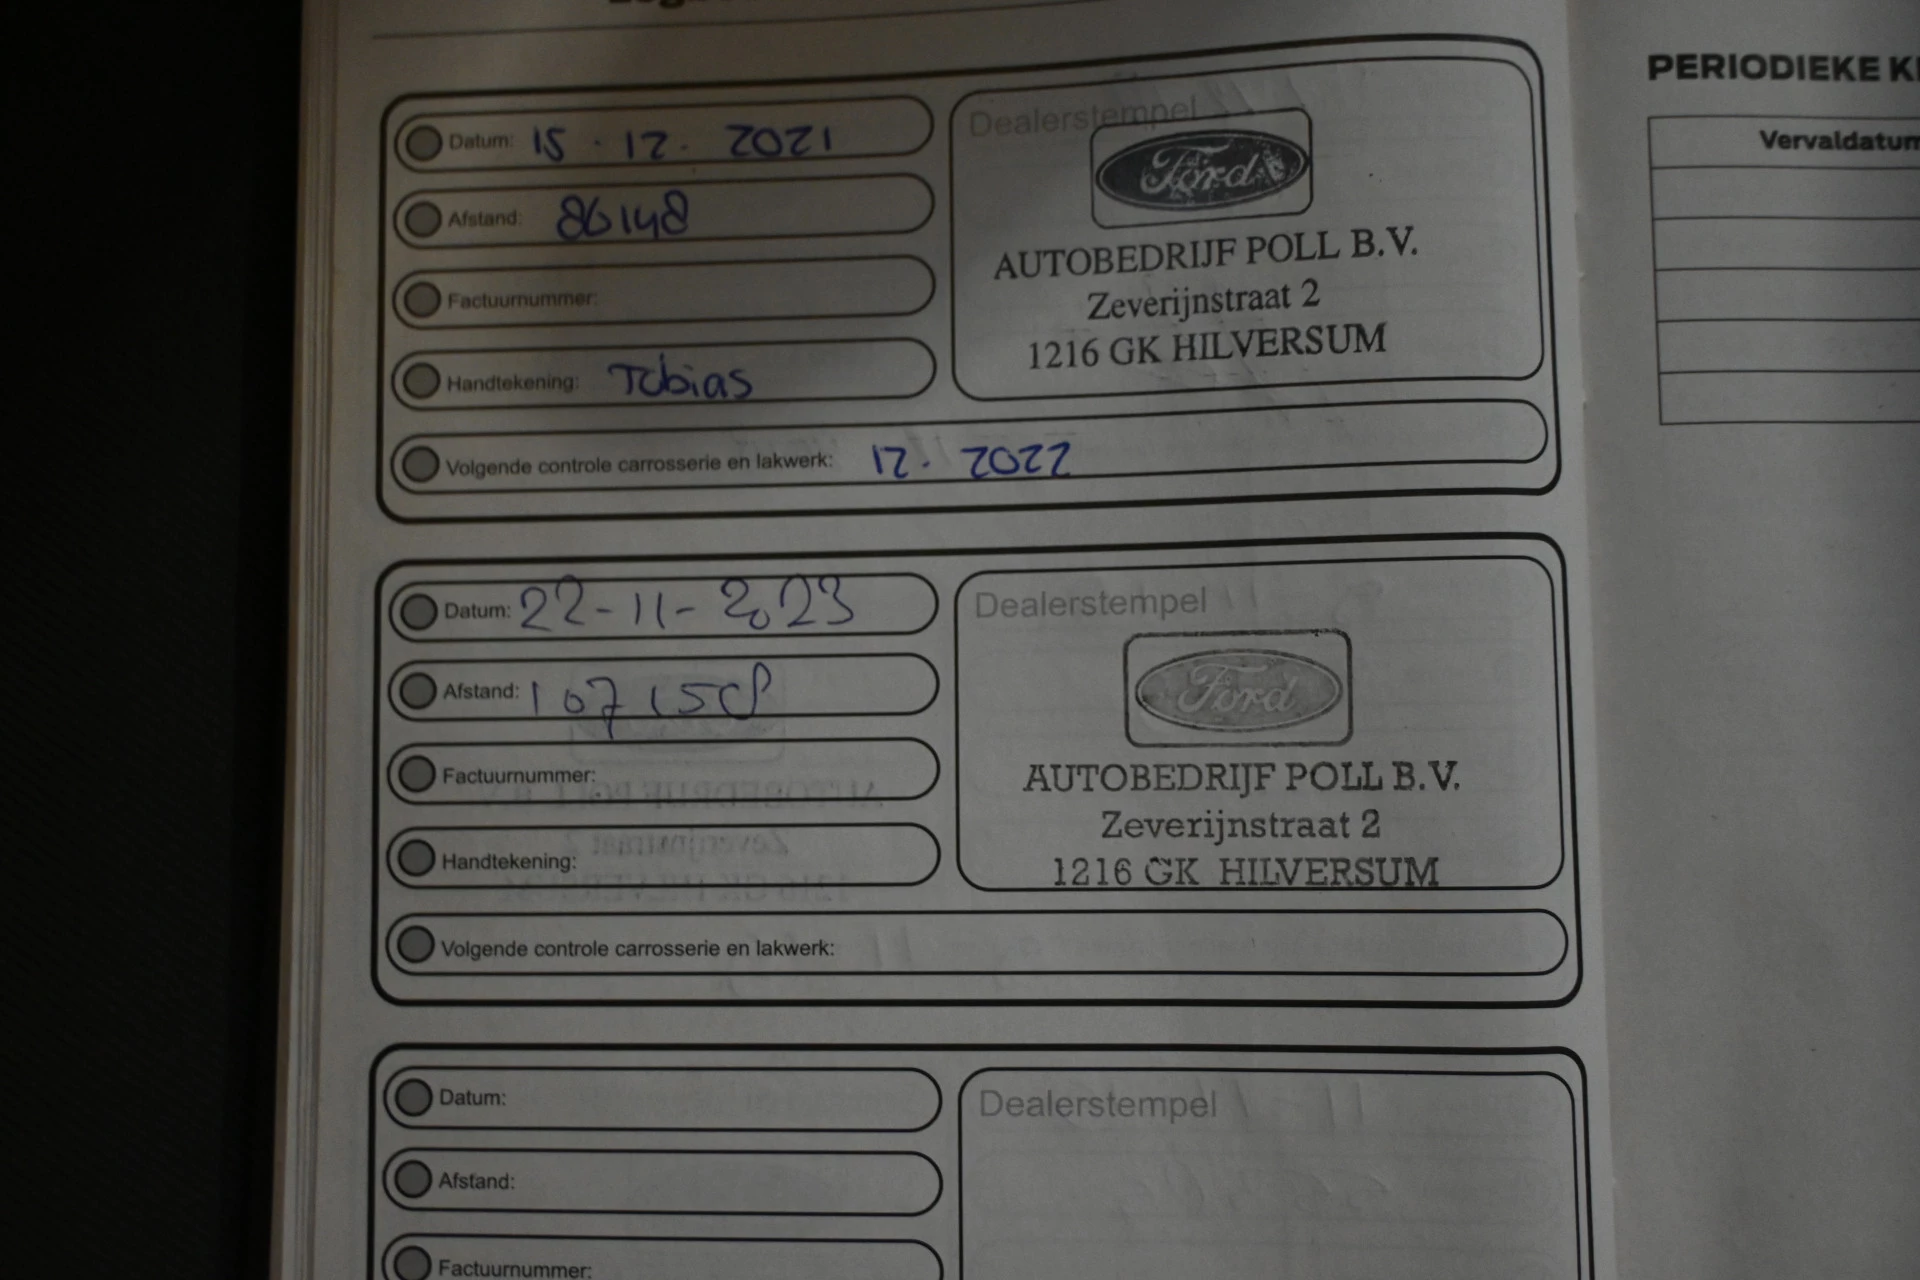 Datum: 15 - 12 - 2021
Afstand: 86148
Factuurnummer:
Handtekening: Tobias
Dealerstempel
Ford
AUTOBEDRIJF POLL B.V.
Zeverijnstraat 2
1216 GK HILVERSUM
Volgende controle carrosserie en lakwerk: 12 - 2022
Datum: 22-11-2023
Afstand: 107158
Factuurnummer:
Handtekening:
Dealerstempel
Ford
AUTOBEDRIJF POLL B.V.
Zeverijnstraat 2
1216 GK HILVERSUM
Volgende controle carrosserie en lakwerk:
Datum:
Afstand:
Factuurnummer:
Dealerstempel
PERIODIEKE
Vervaldatum